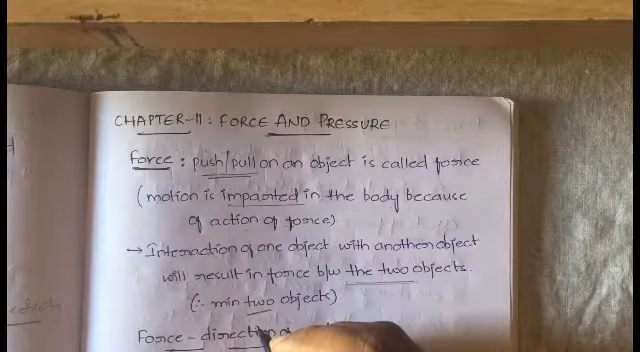 CHAPTER-11: FORCE AND PRESSURE
Force: push/pull on an object is called force
(motion is imparted in the body because
of action of force)
→ Interaction of one object with another object
will result in force b/w the two objects.
(∴ min two objects)
Force - direction